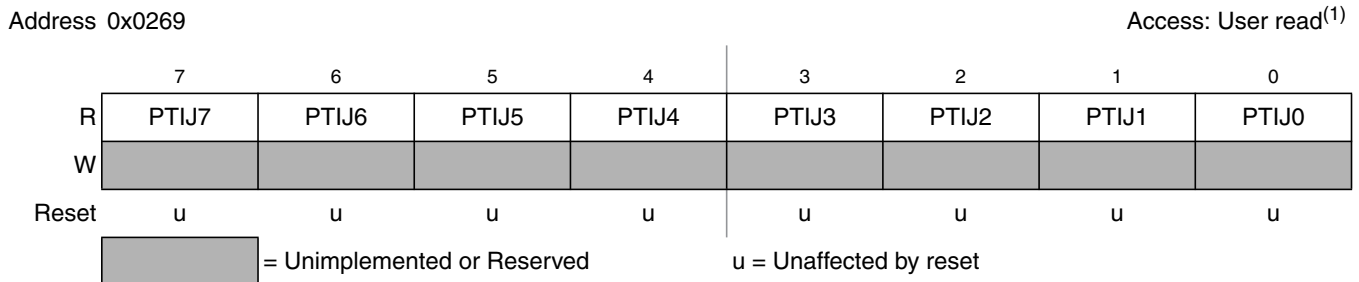 Address 0x0269 Access: User read(1)
7 6 5 4 3 2 1 0
R PTIJ7 PTIJ6 PTIJ5 PTIJ4 PTIJ3 PTIJ2 PTIJ1 PTIJ0
W
Reset u u u u u u u u
= Unimplemented or Reserved u = Unaffected by reset